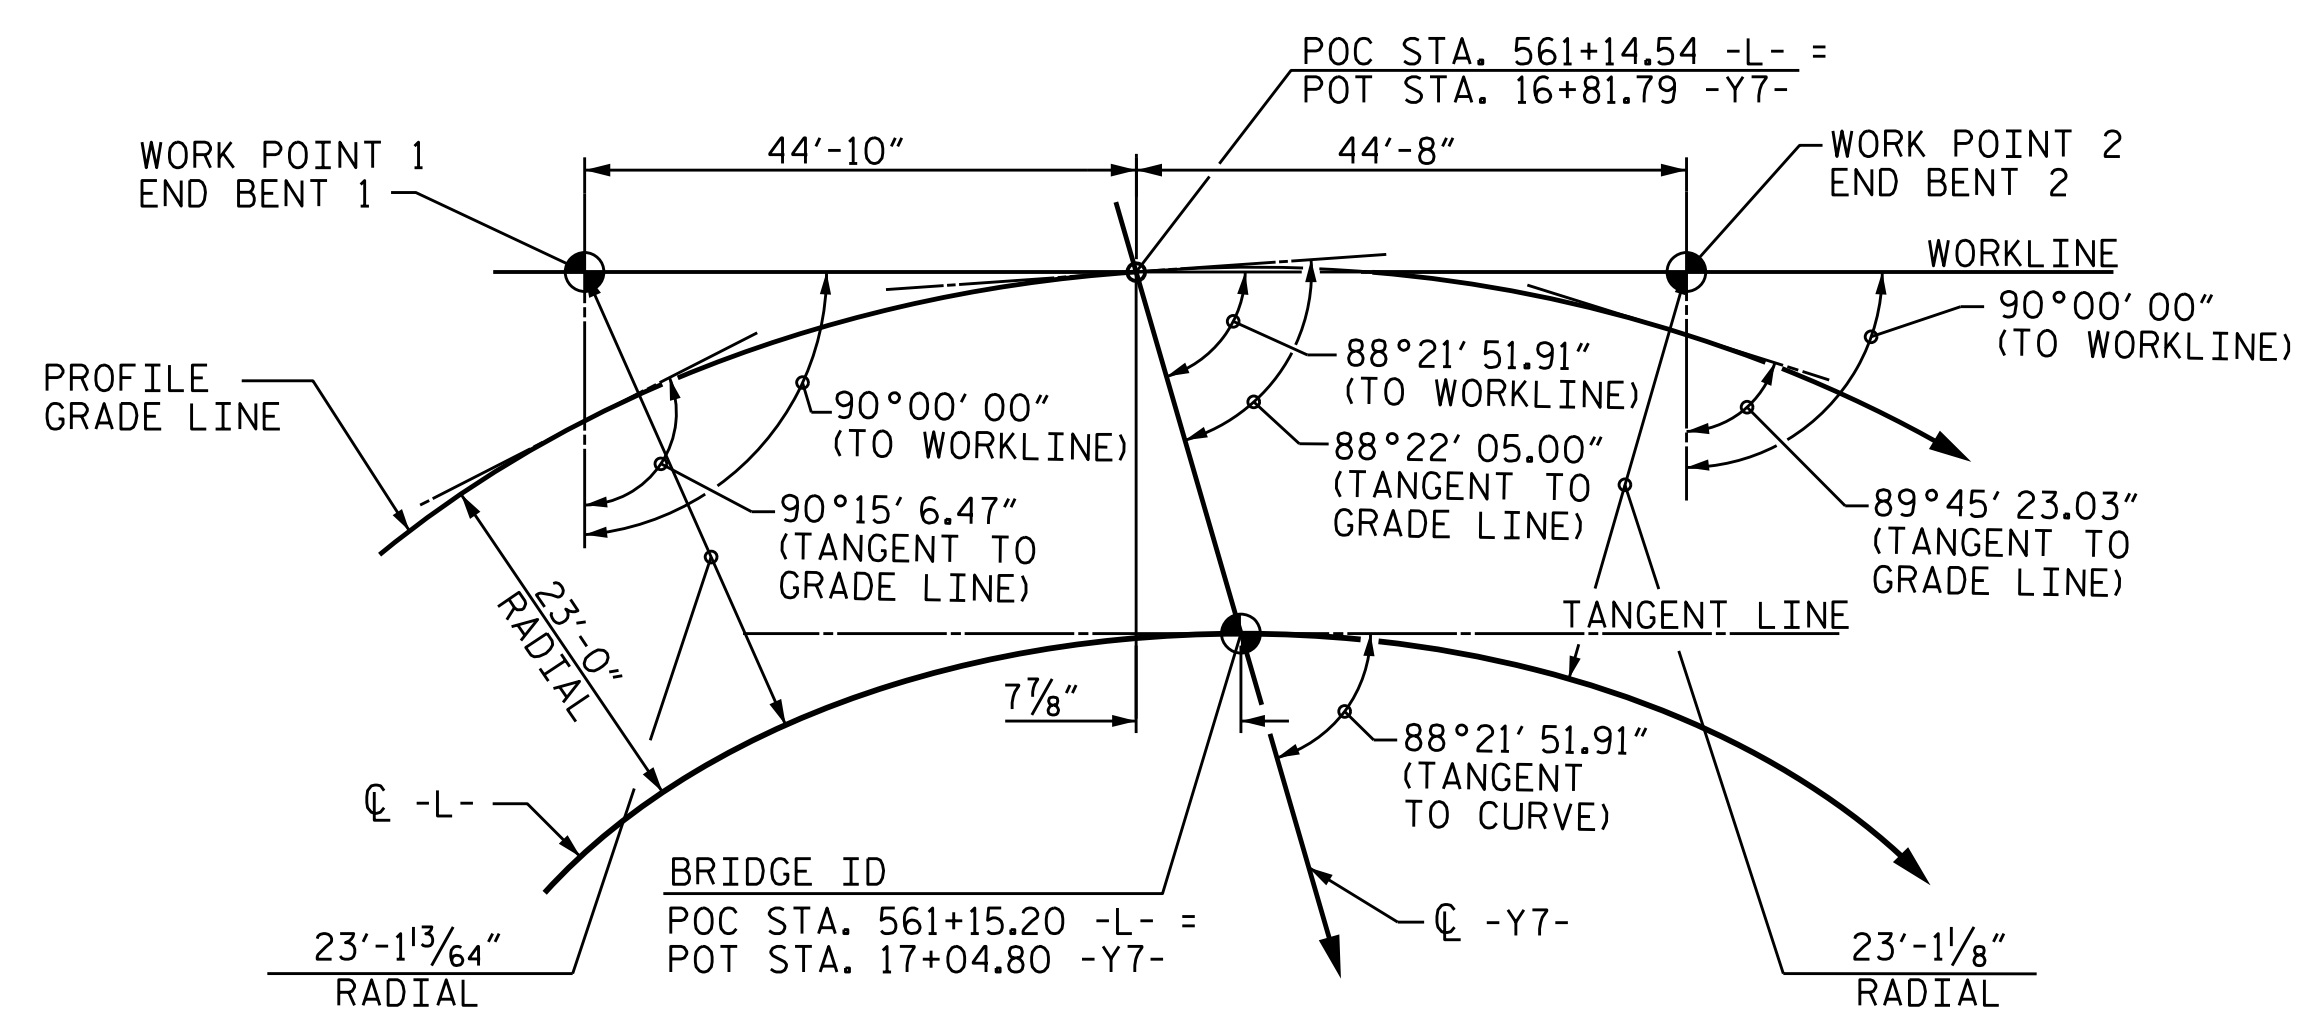 POC STA. 561+14.54 -L- =
POT STA. 16+81.79 -Y7-
WORK POINT 1
END BENT 1
44'-10"
44'-8"
WORK POINT 2
END BENT 2
WORKLINE
90°00' 00"
(TO WORKLINE)
PROFILE
GRADE LINE
88°21' 51.91"
(TO WORKLINE)
90°00' 00"
(TO WORKLINE)
88°22' 05.00"
(TANGENT TO
GRADE LINE)
90°15' 6.47"
(TANGENT TO
GRADE LINE)
89°45' 23.03"
(TANGENT TO
GRADE LINE)
23'-0"
RADIAL
TANGENT LINE
7 7/8"
88°21' 51.91"
(TANGENT
TO CURVE)
℄ -L-
BRIDGE ID
POC STA. 561+15.20 -L- =
POT STA. 17+04.80 -Y7-
℄ -Y7-
23'-1 13/64"
RADIAL
23'-1 1/8"
RADIAL